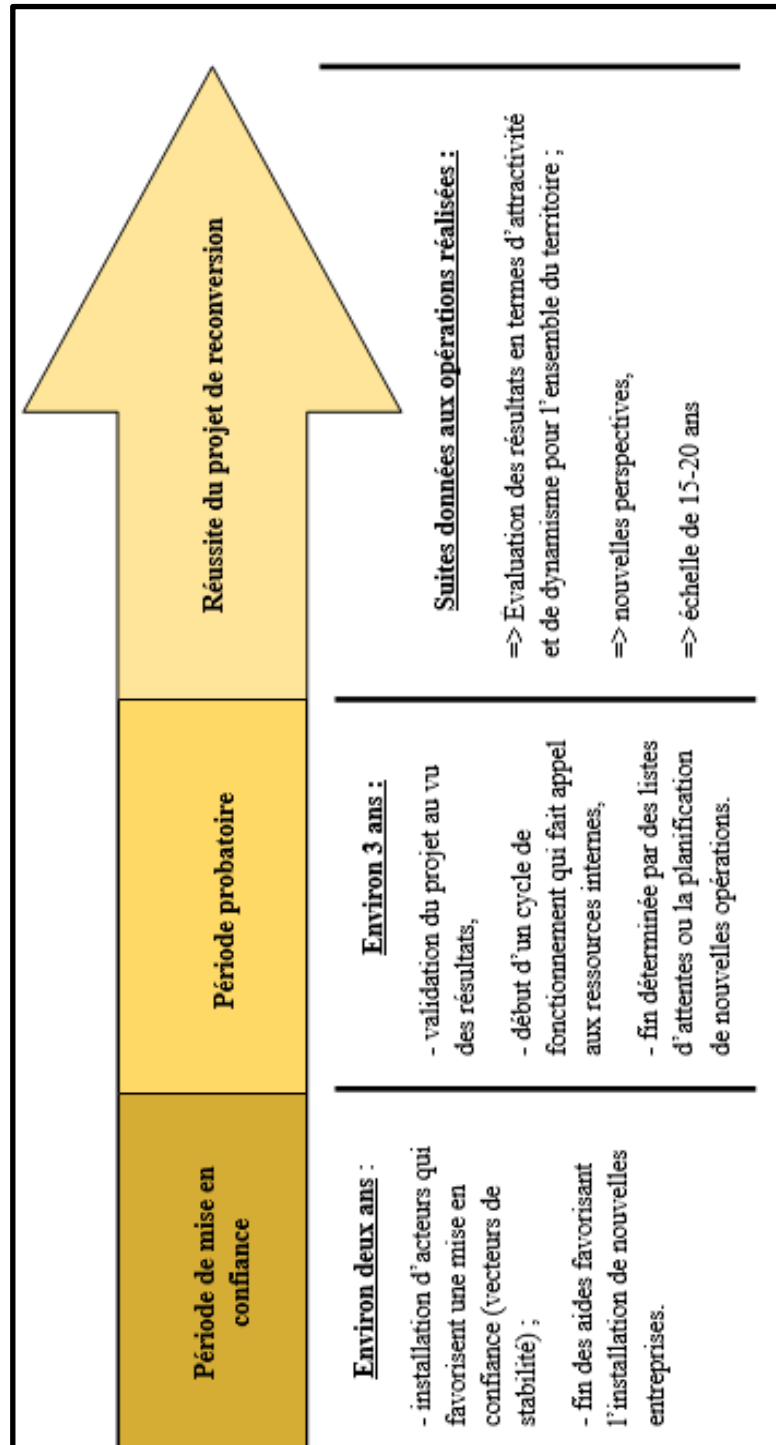 Période de mise en
confiance
Période probatoire
Réussite du projet de reconversion
Environ deux ans :
- installation d’acteurs qui
favorisent une mise en
confiance (vecteurs de
stabilité) ;
- fin des aides favorisant
l’installation de nouvelles
entreprises.
Environ 3 ans :
- validation du projet au vu
des résultats,
- début d’un cycle de
fonctionnement qui fait appel
aux ressources internes,
- fin déterminée par des listes
d’attentes ou la planification
de nouvelles opérations.
Suites données aux opérations réalisées :
=> Évaluation des résultats en termes d’attractivité
et de dynamisme pour l’ensemble du territoire ;
=> nouvelles perspectives,
=> échelle de 15-20 ans